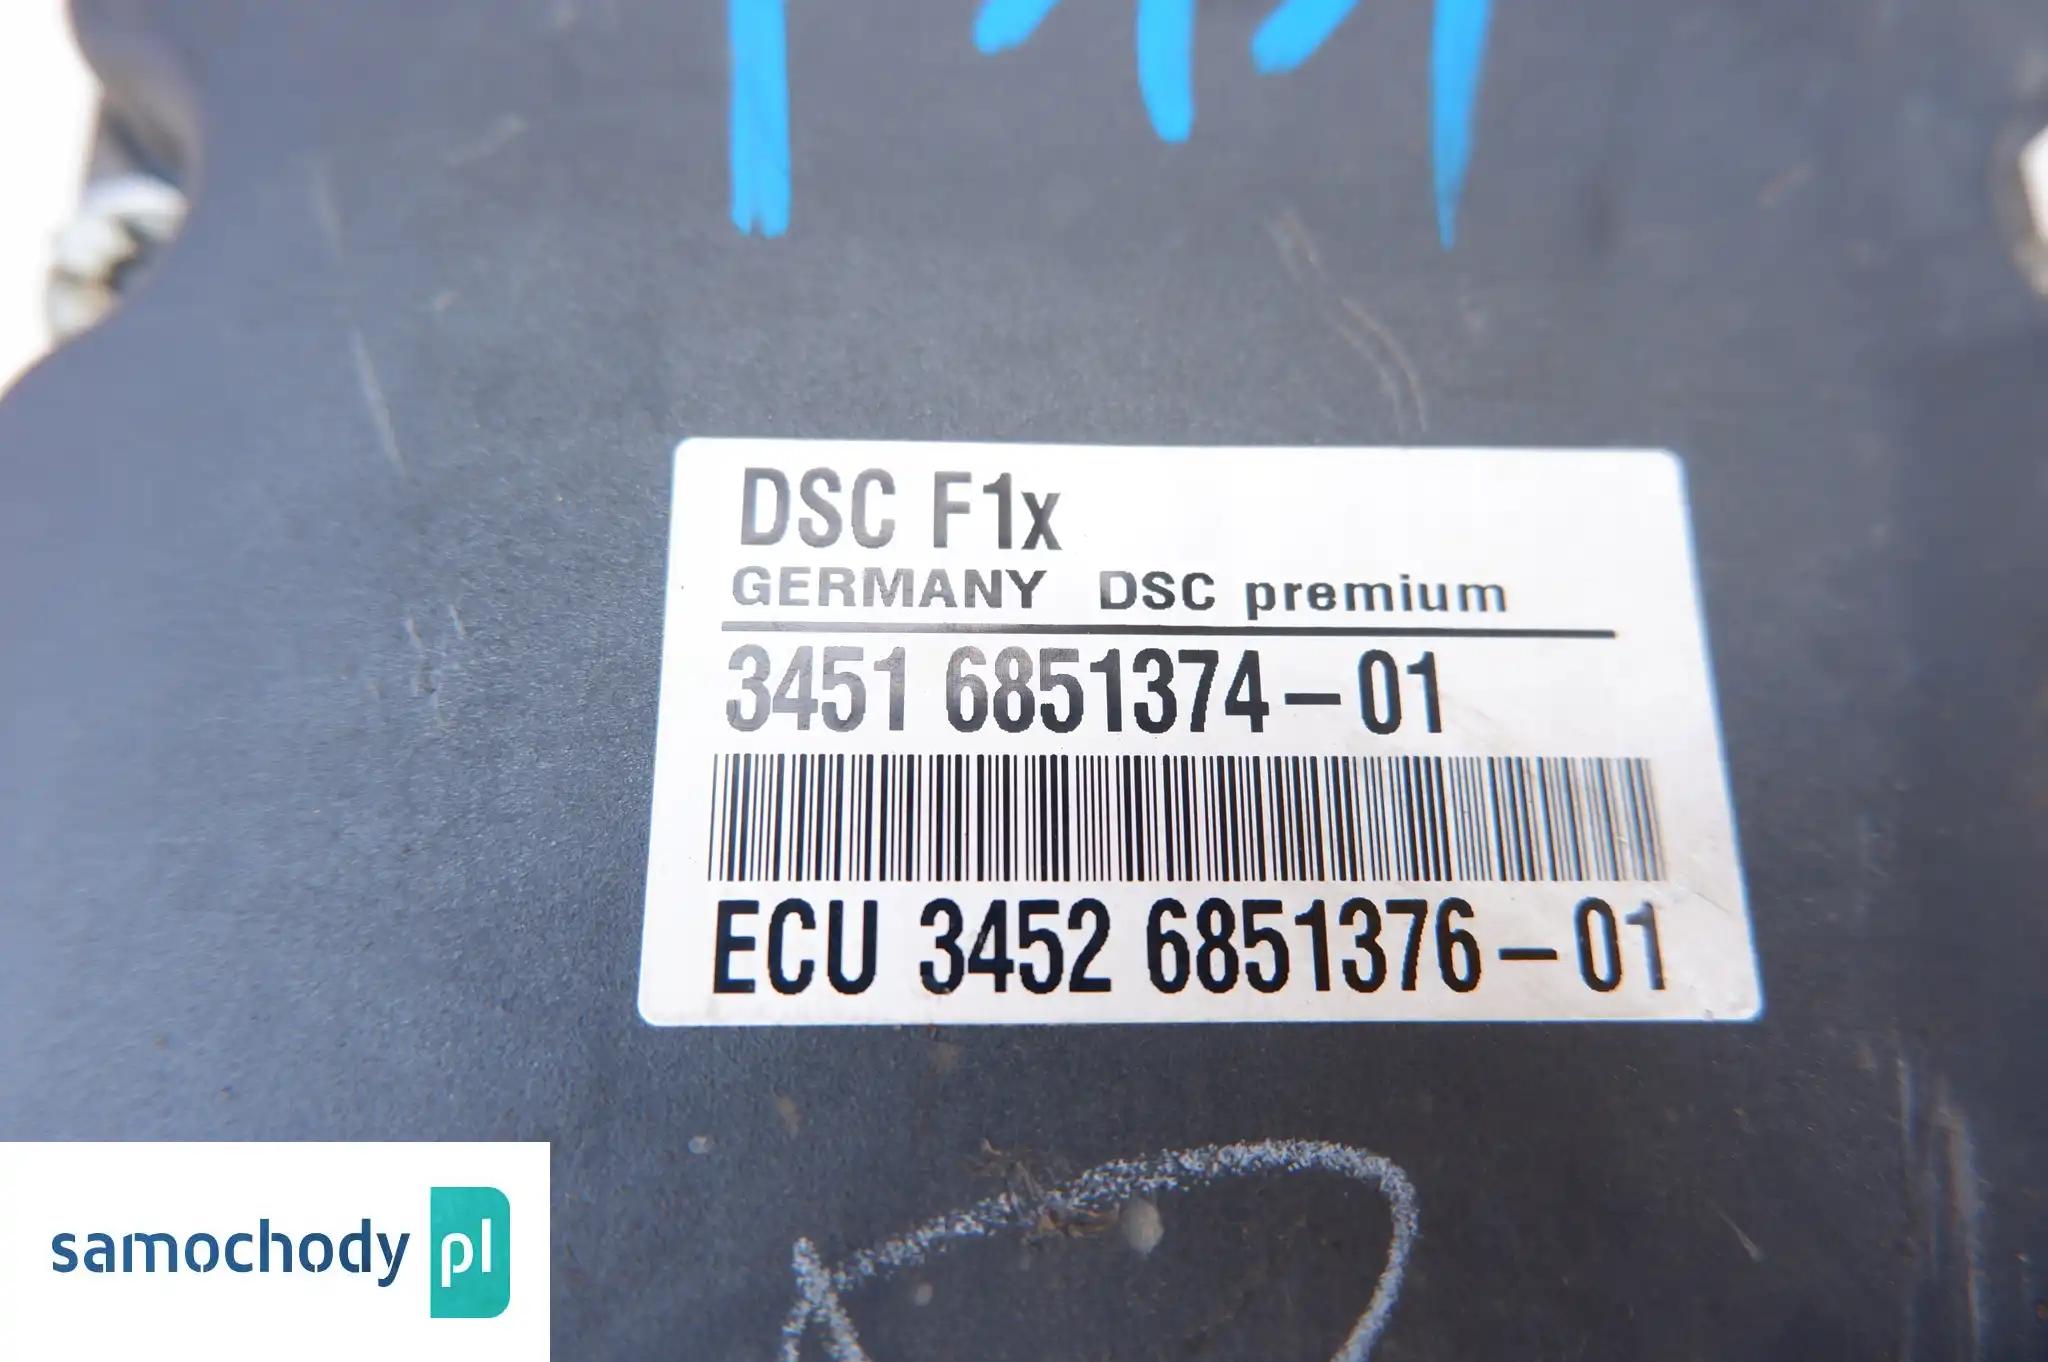 DSC F1x
GERMANY DSC premium
3451 6851374-01
ECU 3452 6851376-01
samochody pl